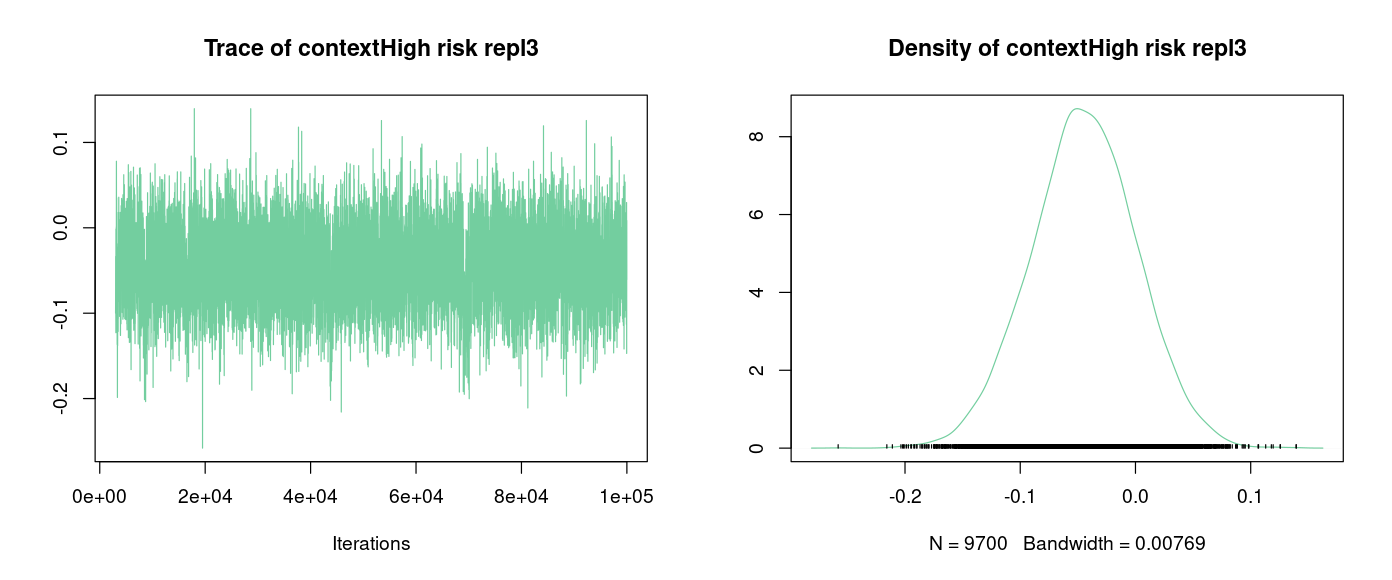 Trace of contextHigh risk repl3
0.1
0.0
-0.1
-0.2
0e+00 2e+04 4e+04 6e+04 8e+04 1e+05
Iterations
Density of contextHigh risk repl3
8
6
4
2
0
-0.2 -0.1 0.0 0.1
N = 9700 Bandwidth = 0.00769